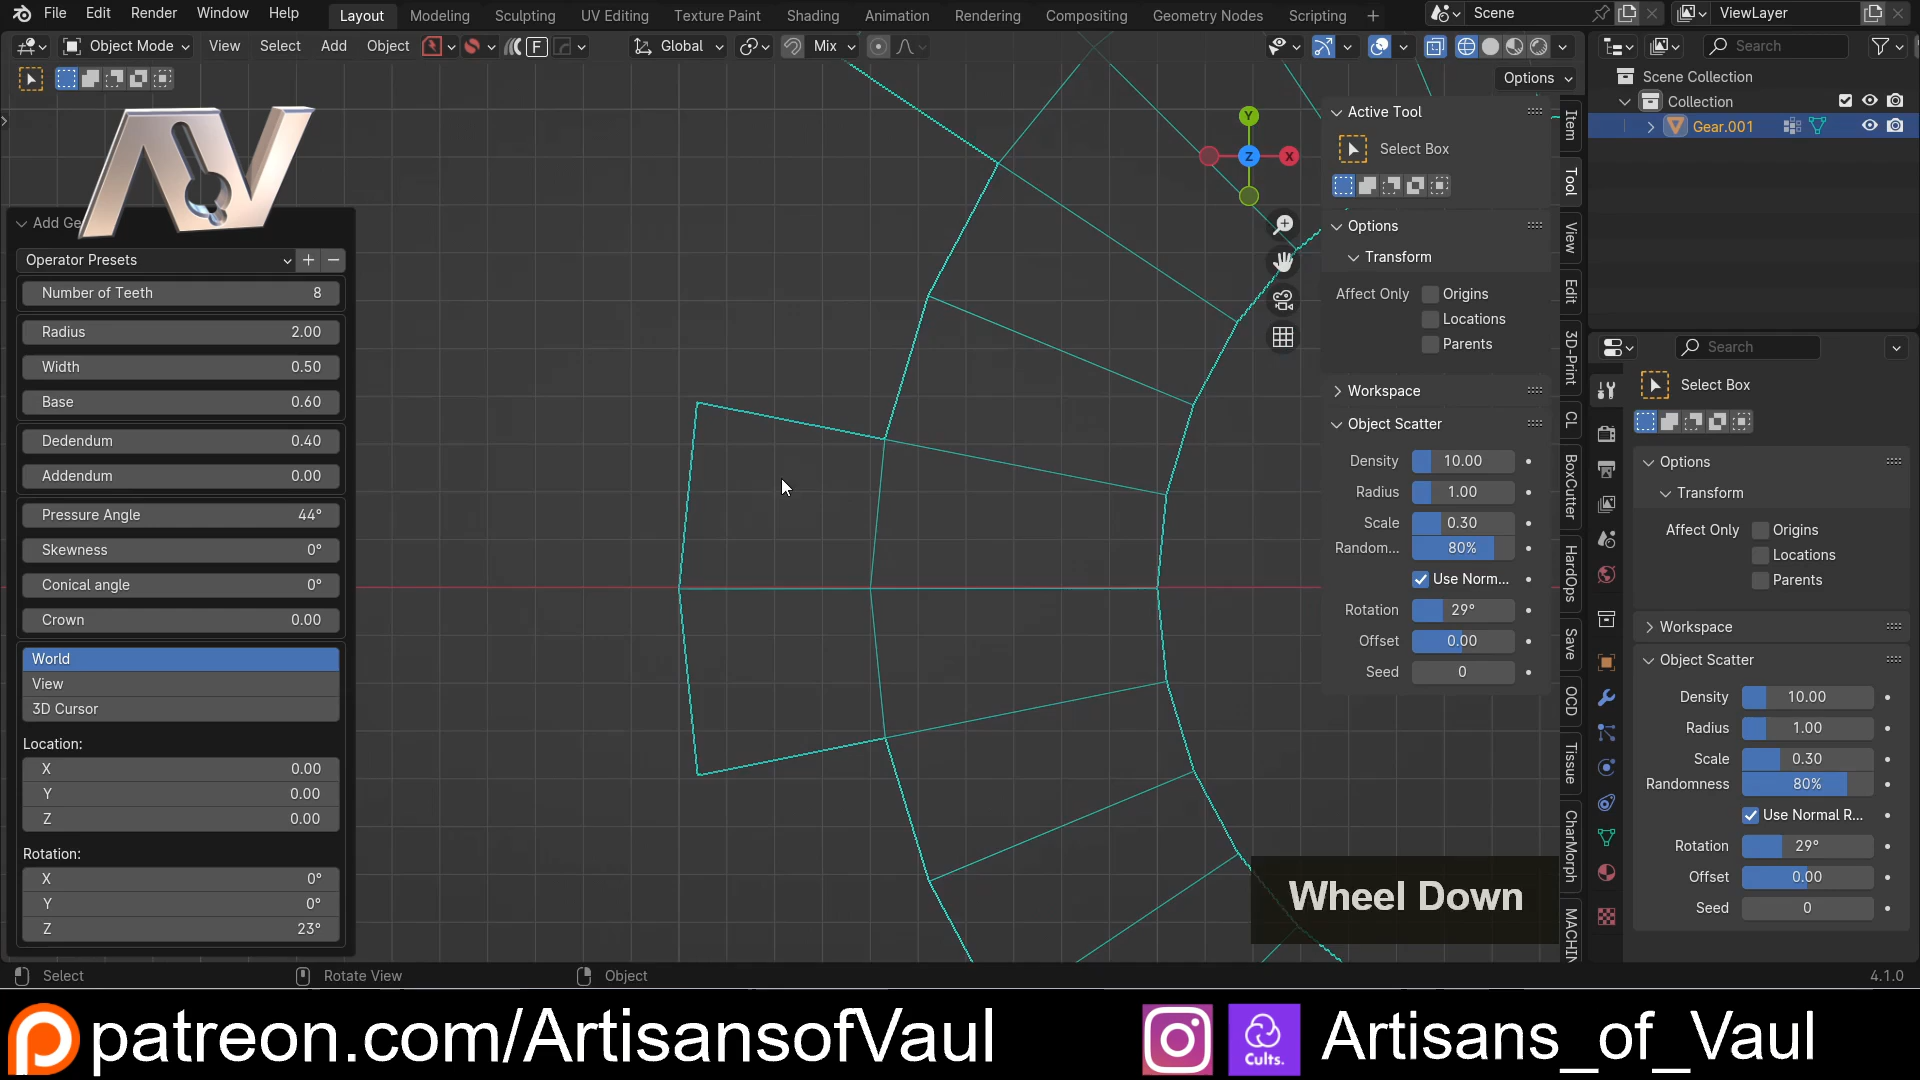 File Edit Render Window Help Layout Modeling Sculpting UV Editing Texture Paint Shading Animation Rendering Compositing Geometry Nodes Scripting + Scene ViewLayer
Object Mode View Select Add Object F Global Mix Search
Options
Scene Collection
Collection
Gear.001
AV
Add Ge
Operator Presets + −
Number of Teeth 8
Radius 2.00
Width 0.50
Base 0.60
Dedendum 0.40
Addendum 0.00
Pressure Angle 44°
Skewness 0°
Conical angle 0°
Crown 0.00
World
View
3D Cursor
Location:
X 0.00
Y 0.00
Z 0.00
Rotation:
X 0°
Y 0°
Z 23°
Y
Z X
Active Tool
Select Box
Options
Transform
Affect Only Origins
Locations
Parents
Workspace
Object Scatter
Density 10.00
Radius 1.00
Scale 0.30
Random... 80%
Use Norm...
Rotation 29°
Offset 0.00
Seed 0
Item
Tool
View
Edit
3D-Print
CL
BoxCutter
HardOps
Save
OCD
Tissue
CharMorph
MACHIN
Search
Select Box
Options
Transform
Affect Only Origins
Locations
Parents
Workspace
Object Scatter
Density 10.00
Radius 1.00
Scale 0.30
Randomness 80%
Use Normal R...
Rotation 29°
Offset 0.00
Seed 0
Wheel Down
Select Rotate View Object 4.1.0
patreon.com/ArtisansofVaul Cults. Artisans_of_Vaul